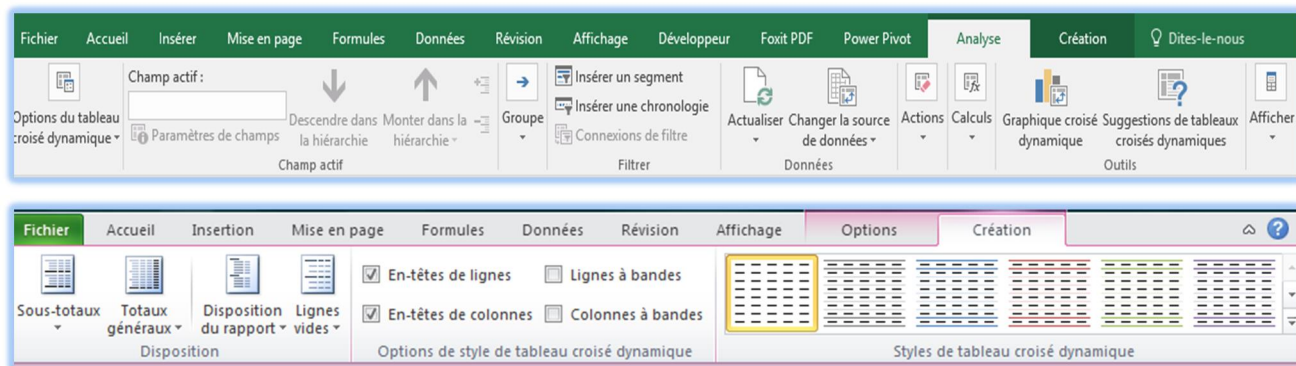 Fichier Accueil Insérer Mise en page Formules Données Révision Affichage Développeur Foxit PDF Power Pivot Analyse Création Dites-le-nous
Options du tableau
croisé dynamique
Champ actif :
Paramètres de champs
Descendre dans
la hiérarchie
Monter dans la
hiérarchie
Champ actif
Groupe
Insérer un segment
Insérer une chronologie
Connexions de filtre
Filtrer
Actualiser
Changer la source
de données
Données
Actions
Calculs
Graphique croisé
dynamique
Suggestions de tableaux
croisés dynamiques
Outils
Afficher
Fichier Accueil Insertion Mise en page Formules Données Révision Affichage Options Création
Sous-totaux
Totaux
généraux
Disposition
du rapport
Lignes
vides
Disposition
En-têtes de lignes
Lignes à bandes
En-têtes de colonnes
Colonnes à bandes
Options de style de tableau croisé dynamique
Styles de tableau croisé dynamique